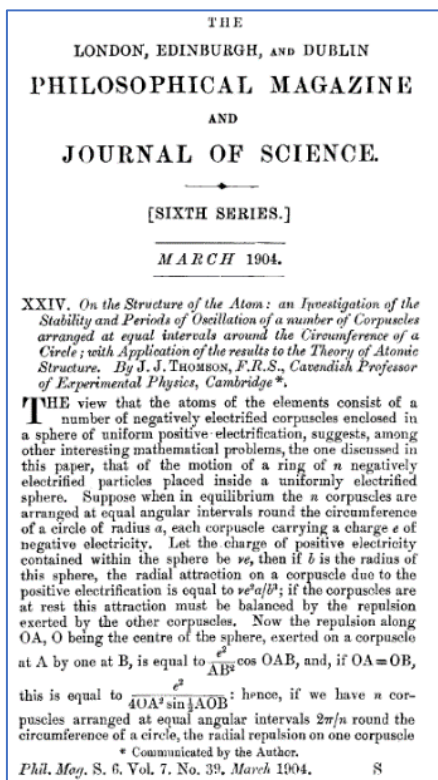 THE
LONDON, EDINBURGH, AND DUBLIN
PHILOSOPHICAL MAGAZINE
AND
JOURNAL OF SCIENCE.
[SIXTH SERIES.]
MARCH 1904.
XXIV. On the Structure of the Atom: an Investigation of the
Stability and Periods of Oscillation of a number of Corpuscles
arranged at equal intervals around the Circumference of a
Circle; with Application of the results to the Theory of Atomic
Structure. By J. J. THOMSON, F.R.S., Cavendish Professor
of Experimental Physics, Cambridge*.
THE view that the atoms of the elements consist of a
number of negatively electrified corpuscles enclosed in
a sphere of uniform positive electrification, suggests, among
other interesting mathematical problems, the one discussed in
this paper, that of the motion of a ring of n negatively
electrified particles placed inside a uniformly electrified
sphere. Suppose when in equilibrium the n corpuscles are
arranged at equal angular intervals round the circumference
of a circle of radius a, each corpuscle carrying a charge e of
negative electricity. Let the charge of positive electricity
contained within the sphere be νe, then if b is the radius of
this sphere, the radial attraction on a corpuscle due to the
positive electrification is equal to νe²a/b³; if the corpuscles are
at rest this attraction must be balanced by the repulsion
exerted by the other corpuscles. Now the repulsion along
OA, O being the centre of the sphere, exerted on a corpuscle
at A by one at B, is equal to e²/AB² cos OAB, and, if OA=OB,
this is equal to e²/4OA² sin ½AOB: hence, if we have n cor-
puscles arranged at equal angular intervals 2π/n round the
circumference of a circle, the radial repulsion on one corpuscle
* Communicated by the Author.
Phil. Mag. S. 6. Vol. 7. No. 39. March 1904. S